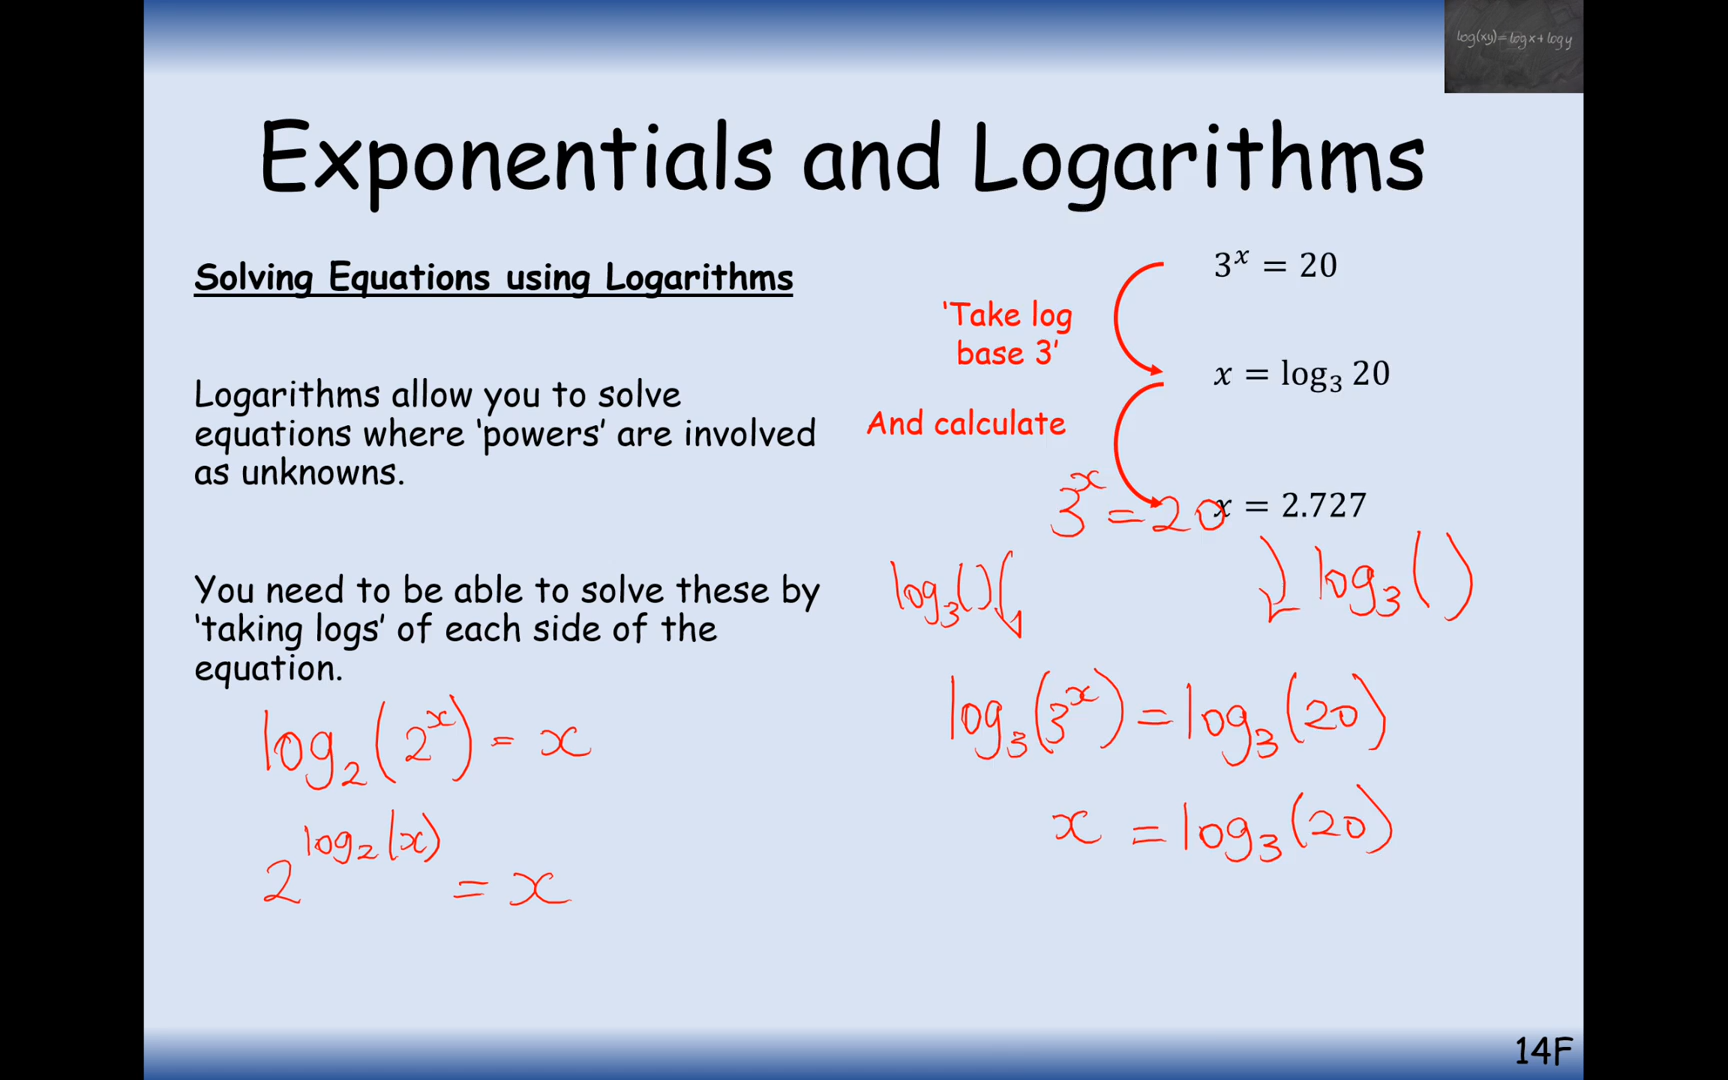 log(xy)=logx+logy
Exponentials and Logarithms
Solving Equations using Logarithms
Logarithms allow you to solve
equations where ‘powers’ are involved
as unknowns.
You need to be able to solve these by
‘taking logs’ of each side of the
equation.
log₂(2ˣ) = x
2^log₂(x) = x
3ˣ = 20
‘Take log
base 3’
x = log₃ 20
And calculate
x = 2.727
3ˣ = 20
log₃( )
log₃( )
log₃(3ˣ) = log₃(20)
x = log₃(20)
14F